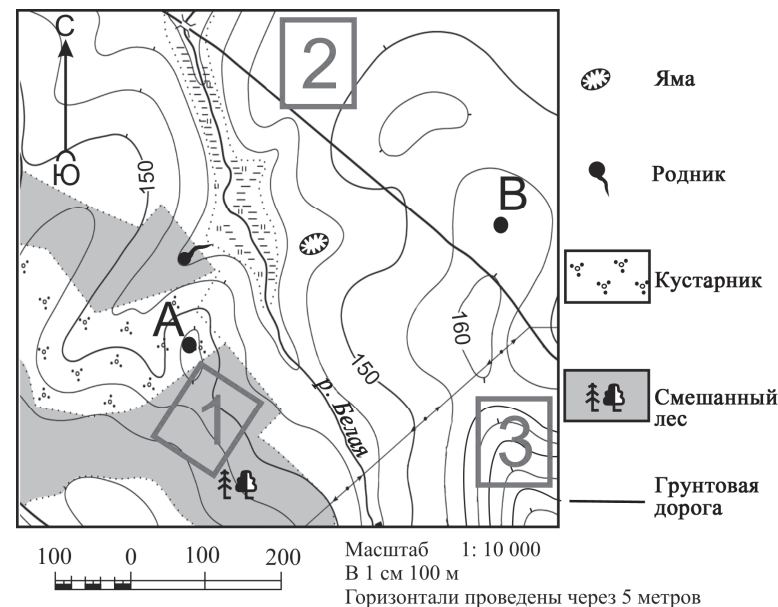 С
Ю
150
2
В
А
1
р. Белая
150
160
3
Яма
Родник
Кустарник
Смешанный
лес
Грунтовая
дорога
100 0 100 200
Масштаб 1: 10 000
В 1 см 100 м
Горизонтали проведены через 5 метров